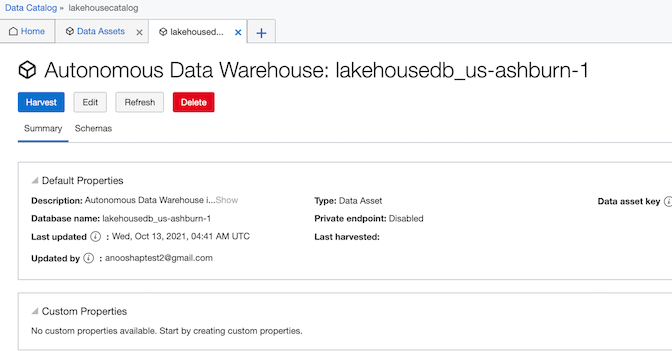 Data Catalog » lakehousecatalog
Home Data Assets × lakehoused... × +
Autonomous Data Warehouse: lakehousedb_us-ashburn-1
Harvest Edit Refresh Delete
Summary Schemas
Default Properties
Description: Autonomous Data Warehouse i...Show Type: Data Asset Data asset key
Database name: lakehousedb_us-ashburn-1 Private endpoint: Disabled
Last updated i : Wed, Oct 13, 2021, 04:41 AM UTC Last harvested:
Updated by i : anooshaptest2@gmail.com
Custom Properties
No custom properties available. Start by creating custom properties.